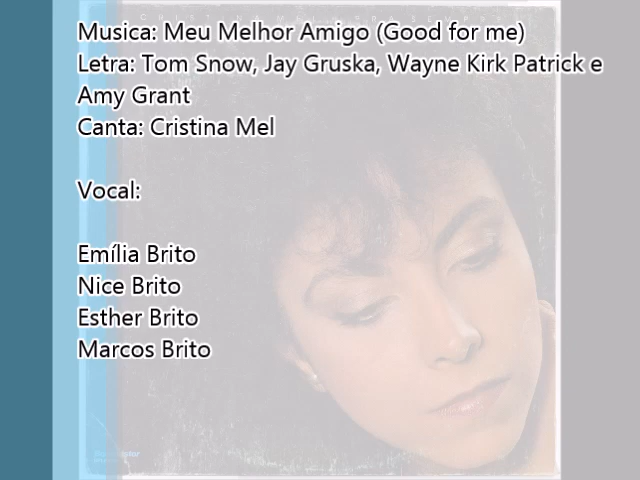 Musica: Meu Melhor Amigo (Good for me)
Letra: Tom Snow, Jay Gruska, Wayne Kirk Patrick e
Amy Grant
Canta: Cristina Mel
Vocal:
Emília Brito
Nice Brito
Esther Brito
Marcos Brito